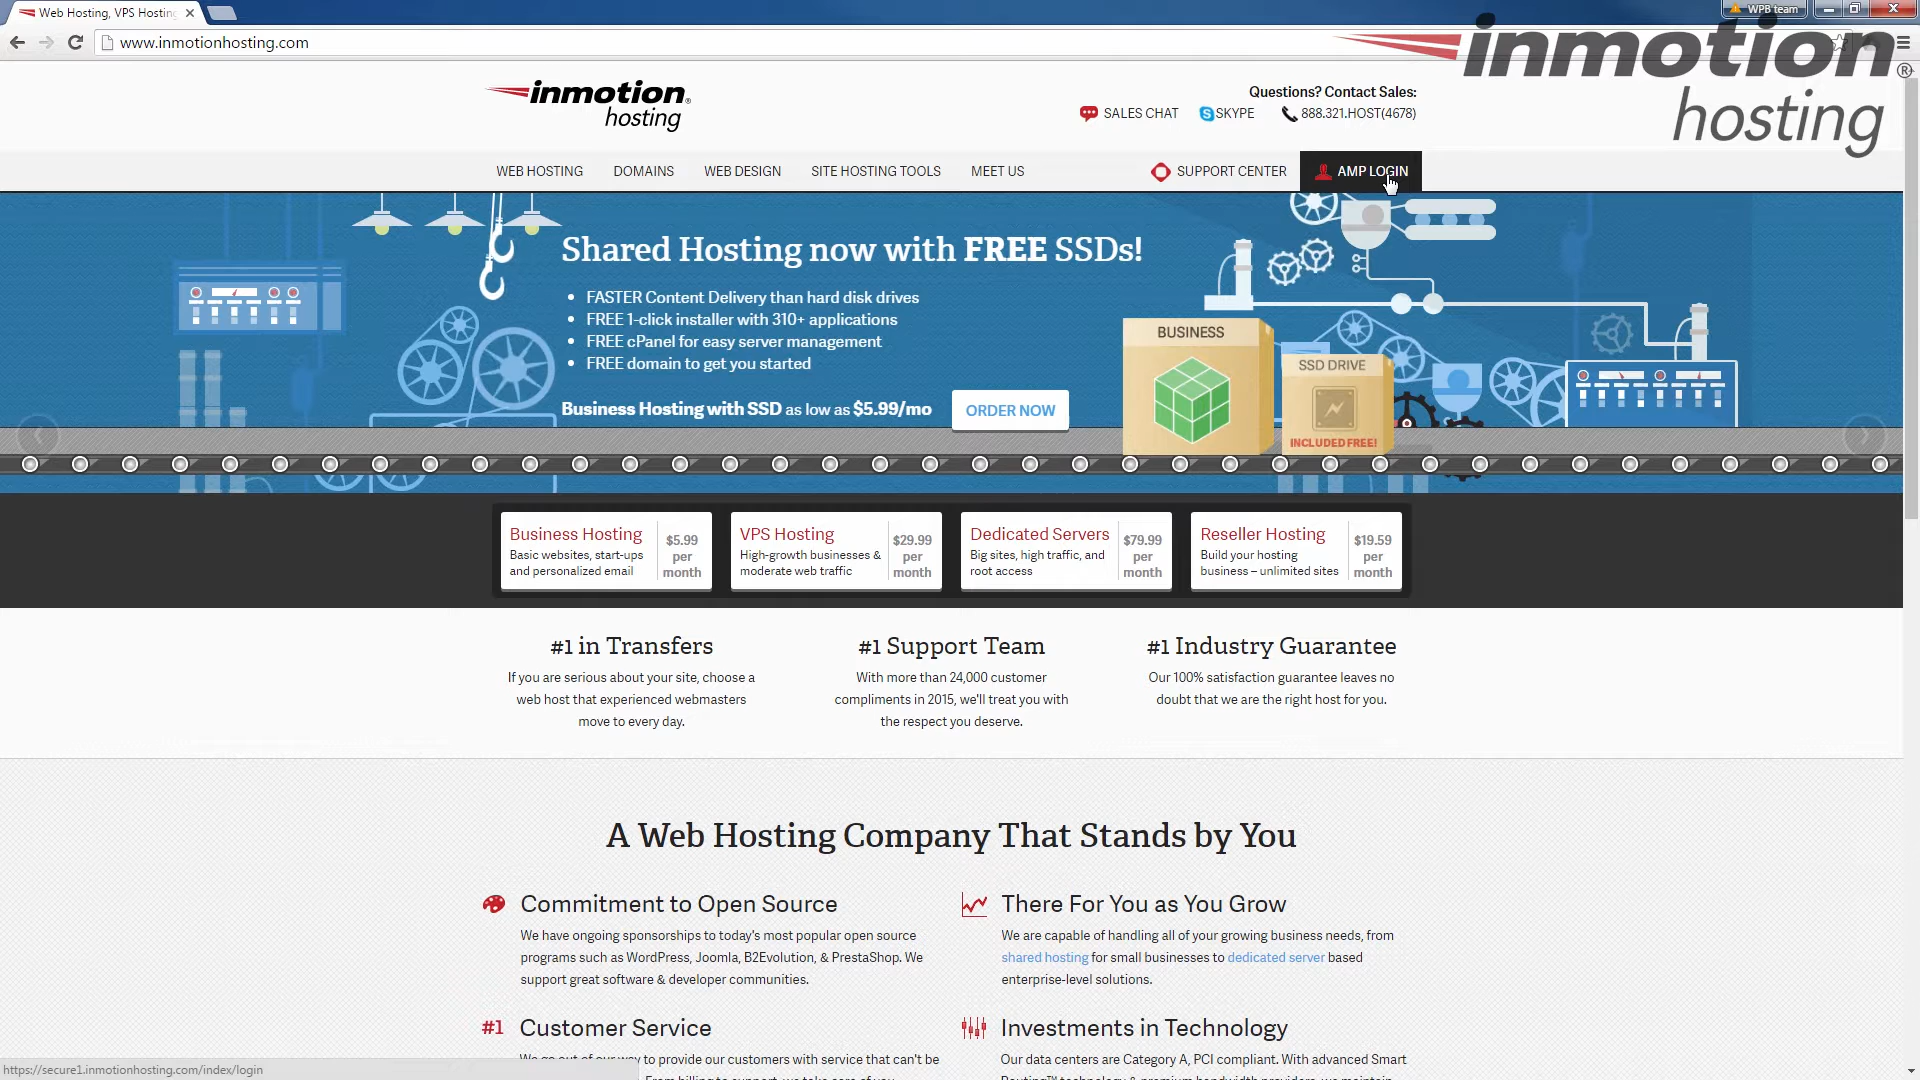 Web Hosting, VPS Hosting
WPB team
www.inmotionhosting.com
inmotion
hosting
®
inmotion®
hosting
Questions? Contact Sales:
SALES CHAT SKYPE 888.321.HOST(4678)
WEB HOSTING DOMAINS WEB DESIGN SITE HOSTING TOOLS MEET US SUPPORT CENTER AMP LOGIN
Shared Hosting now with FREE SSDs!
• FASTER Content Delivery than hard disk drives
• FREE 1-click installer with 310+ applications
• FREE cPanel for easy server management
• FREE domain to get you started
Business Hosting with SSD as low as $5.99/mo
ORDER NOW
BUSINESS
SSD DRIVE
INCLUDED FREE!
Business Hosting
Basic websites, start-ups
and personalized email
$5.99
per
month
VPS Hosting
High-growth businesses &
moderate web traffic
$29.99
per
month
Dedicated Servers
Big sites, high traffic, and
root access
$79.99
per
month
Reseller Hosting
Build your hosting
business – unlimited sites
$19.59
per
month
#1 in Transfers
If you are serious about your site, choose a
web host that experienced webmasters
move to every day.
#1 Support Team
With more than 24,000 customer
compliments in 2015, we'll treat you with
the respect you deserve.
#1 Industry Guarantee
Our 100% satisfaction guarantee leaves no
doubt that we are the right host for you.
A Web Hosting Company That Stands by You
Commitment to Open Source
We have ongoing sponsorships to today's most popular open source
programs such as WordPress, Joomla, B2Evolution, & PrestaShop. We
support great software & developer communities.
There For You as You Grow
We are capable of handling all of your growing business needs, from
shared hosting for small businesses to dedicated server based
enterprise-level solutions.
#1 Customer Service
We go out of our way to provide our customers with service that can't be
Investments in Technology
Our data centers are Category A, PCI compliant. With advanced Smart
https://secure1.inmotionhosting.com/index/login